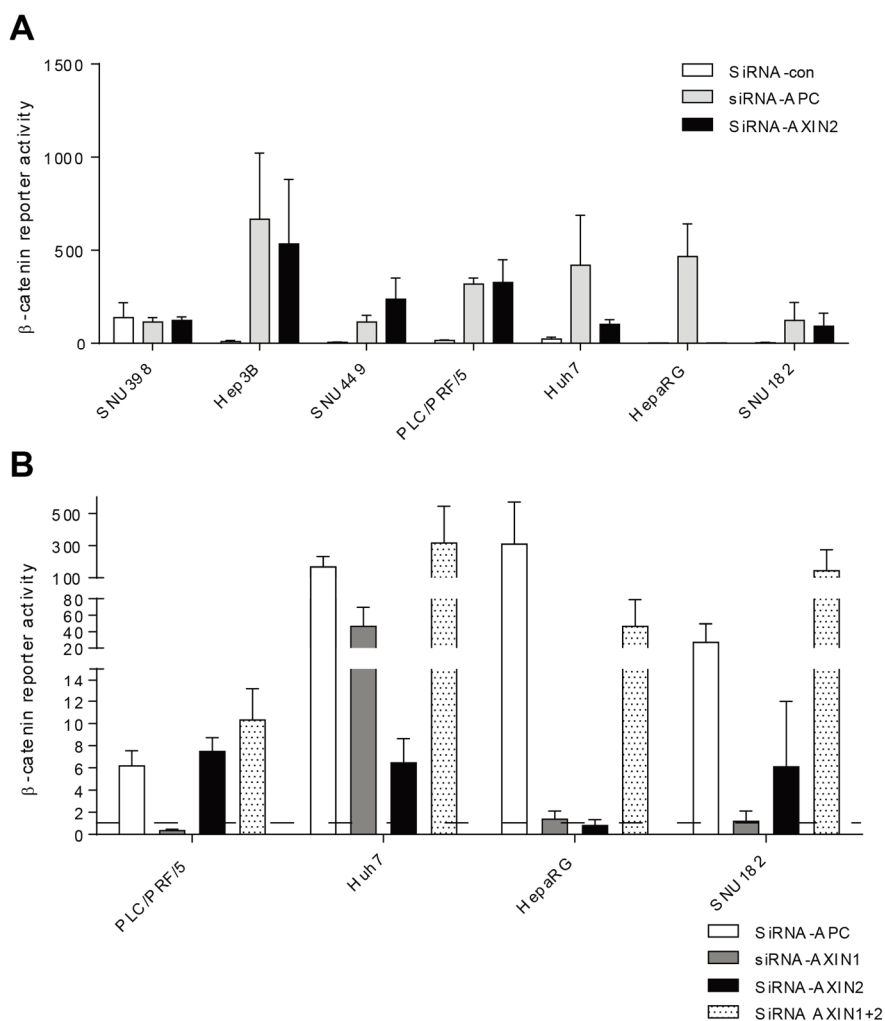 A
β-catenin reporter activity
1500
1000
500
0
SiRNA-con
siRNA-APC
SiRNA-AXIN2
SNU398
Hep3B
SNU449
PLC/PRF/5
Huh7
HepaRG
SNU182
B
β-catenin reporter activity
500
300
100
80
60
40
20
14
12
10
8
6
4
2
0
PLC/PRF/5
Huh7
HepaRG
SNU182
SiRNA-APC
siRNA-AXIN1
SiRNA-AXIN2
SiRNA AXIN1+2